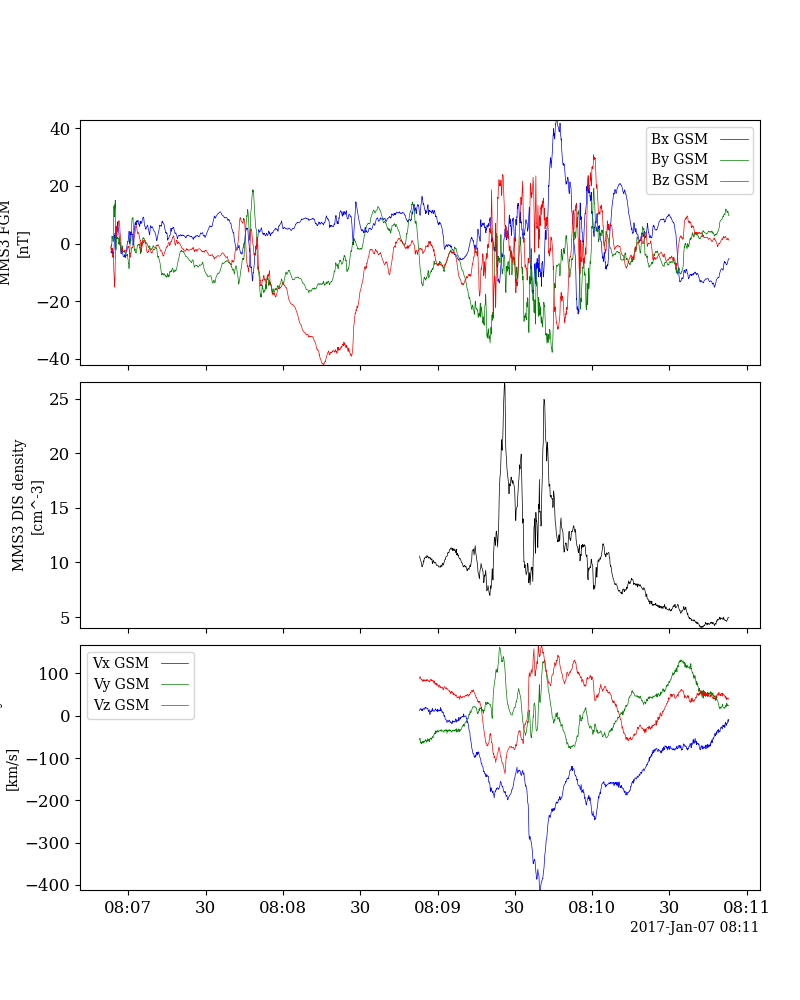 40
20
0
−20
−40
MMS3 FGM
[nT]
Bx GSM
By GSM
Bz GSM
25
20
15
10
5
MMS3 DIS density
[cm^-3]
100
0
−100
−200
−300
−400
[km/s]
Vx GSM
Vy GSM
Vz GSM
08:07 30 08:08 30 08:09 30 08:10 30 08:11
2017-Jan-07 08:11